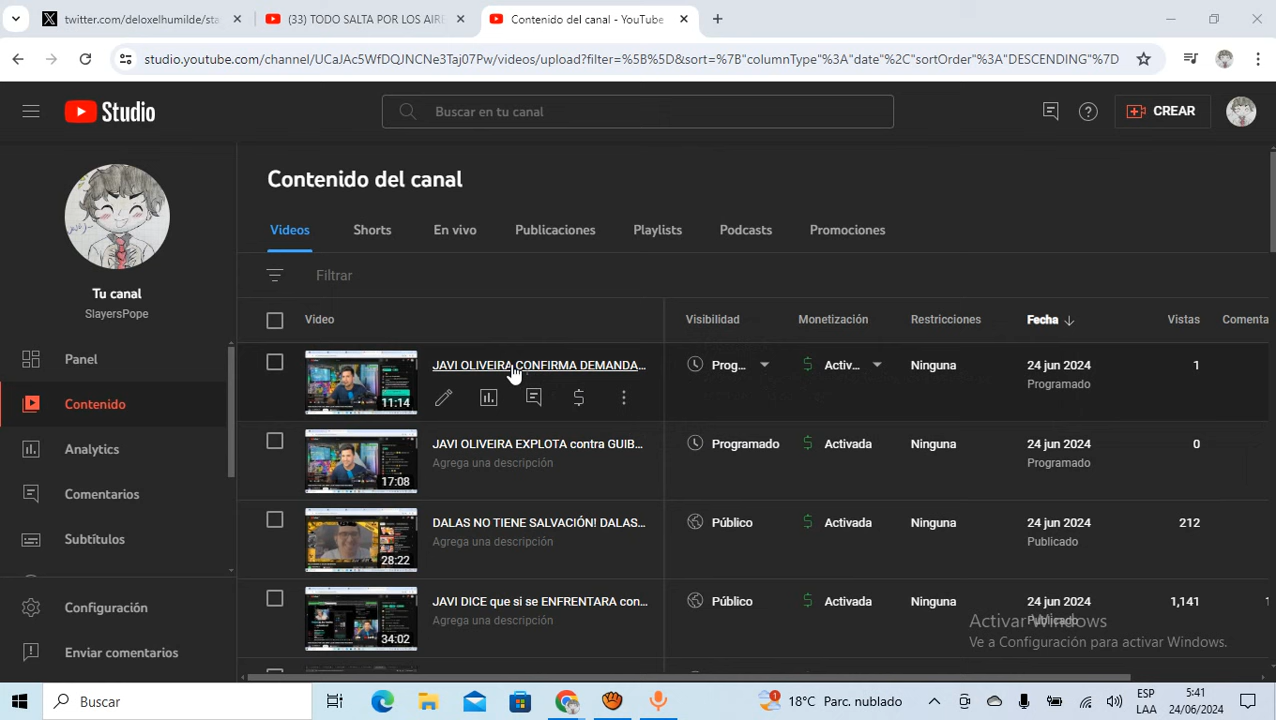 twitter.com/deloxelhumilde/sta
(33) TODO SALTA POR LOS AIRE
Contenido del canal - YouTube
studio.youtube.com/channel/UCaJAc5WfDQJNCNe3Taj07Pw/videos/upload?filter=%5B%5D&sort=%7B"columnType"%3A"date"%2C"sortOrder"%3A"DESCENDING"%7D
Studio
Buscar en tu canal
CREAR
Contenido del canal
Videos Shorts En vivo Publicaciones Playlists Podcasts Promociones
Filtrar
Tu canal
SlayersPope
Panel
Contenido
Analytics
Comentarios
Subtítulos
Configuración
Enviar comentarios
Video Visibilidad Monetización Restricciones Fecha Vistas Comenta
JAVI OLIVEIRA CONFIRMA DEMANDA... Prog... Activ... Ninguna 24 jun 2024 1
Programado
11:14
JAVI OLIVEIRA EXPLOTA contra GUIB... Programado Activada Ninguna 24 jun 2024 0
Agrega una descripción Programado
17:08
DALAS NO TIENE SALVACIÓN! DALAS... Público Activada Ninguna 24 jun 2024 212
Agrega una descripción Publicado
28:22
JAVI DICE que si se ENFRENTARA con... Público Activada Ninguna 24 jun 2024 1,141
Agrega una descripción
34:02
Activar Windows
Ve a Configuración para activar Windows.
Buscar
18°C Parc. nublado
ESP
LAA
5:41
24/06/2024